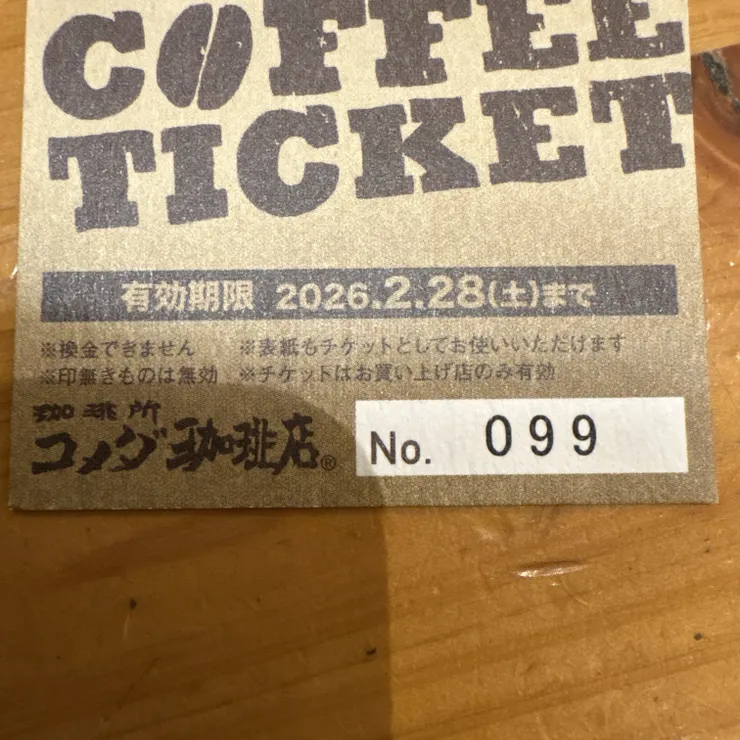 COFFEE
TICKET
有効期限 2026.2.28(土)まで
※換金できません ※表紙もチケットとしてお使いいただけます
※印無きものは無効 ※チケットはお買い上げ店のみ有効
珈琲所
コメダ珈琲店®
No. 099